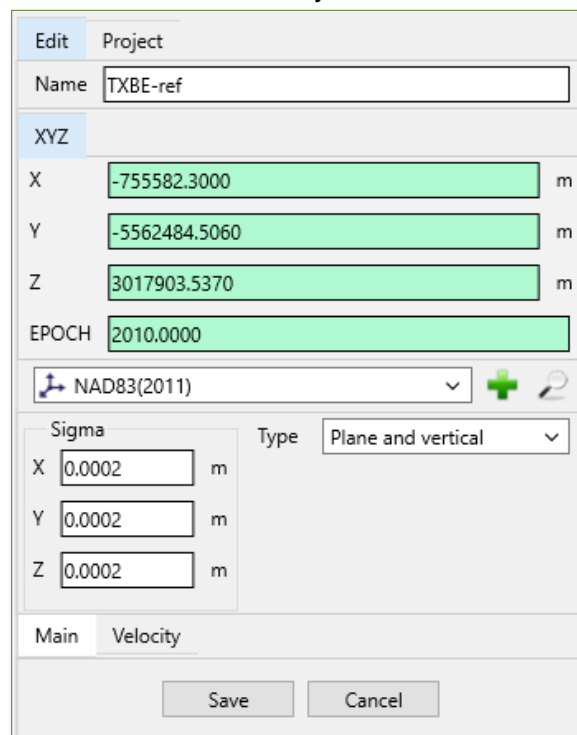 Edit Project
Name TXBE-ref
XYZ
X -755582.3000 m
Y -5562484.5060 m
Z 3017903.5370 m
EPOCH 2010.0000
NAD83(2011)
Sigma Type Plane and vertical
X 0.0002 m
Y 0.0002 m
Z 0.0002 m
Main Velocity
Save Cancel